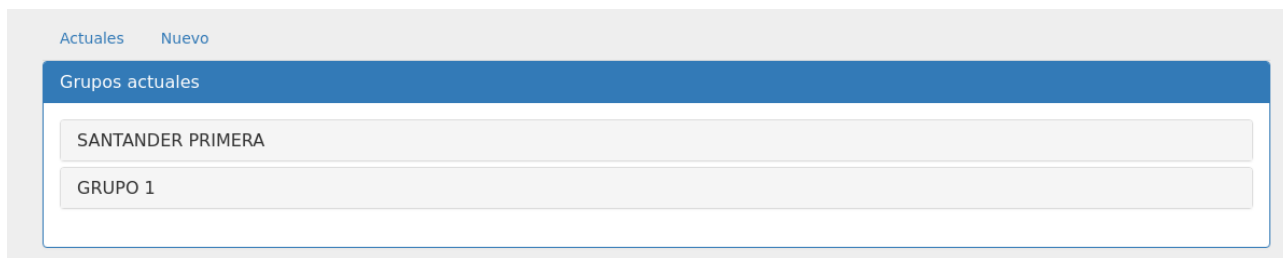 Actuales Nuevo
Grupos actuales
SANTANDER PRIMERA
GRUPO 1